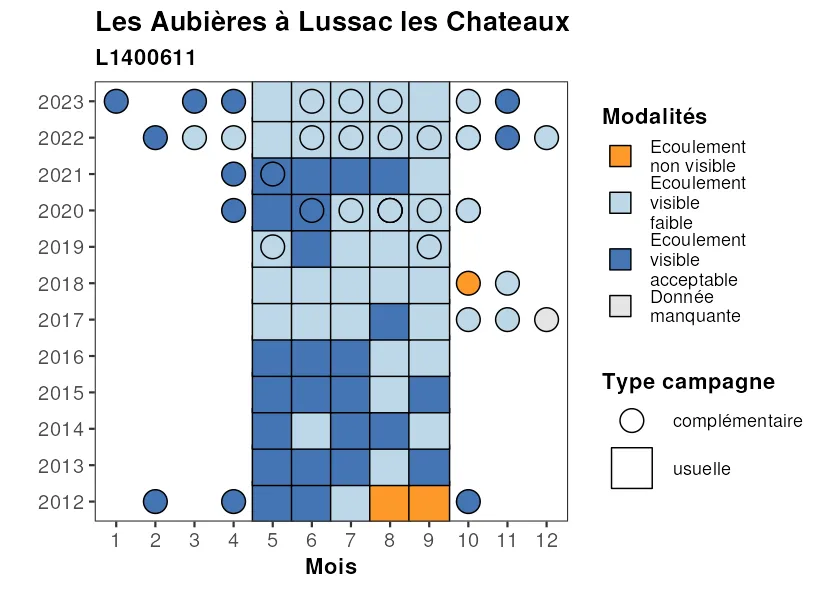 Les Aubières à Lussac les Chateaux
L1400611
2023
2022
2021
2020
2019
2018
2017
2016
2015
2014
2013
2012
1 2 3 4 5 6 7 8 9 10 11 12
Mois
Modalités
Ecoulement
non visible
Ecoulement
visible
faible
Ecoulement
visible
acceptable
Donnée
manquante
Type campagne
complémentaire
usuelle